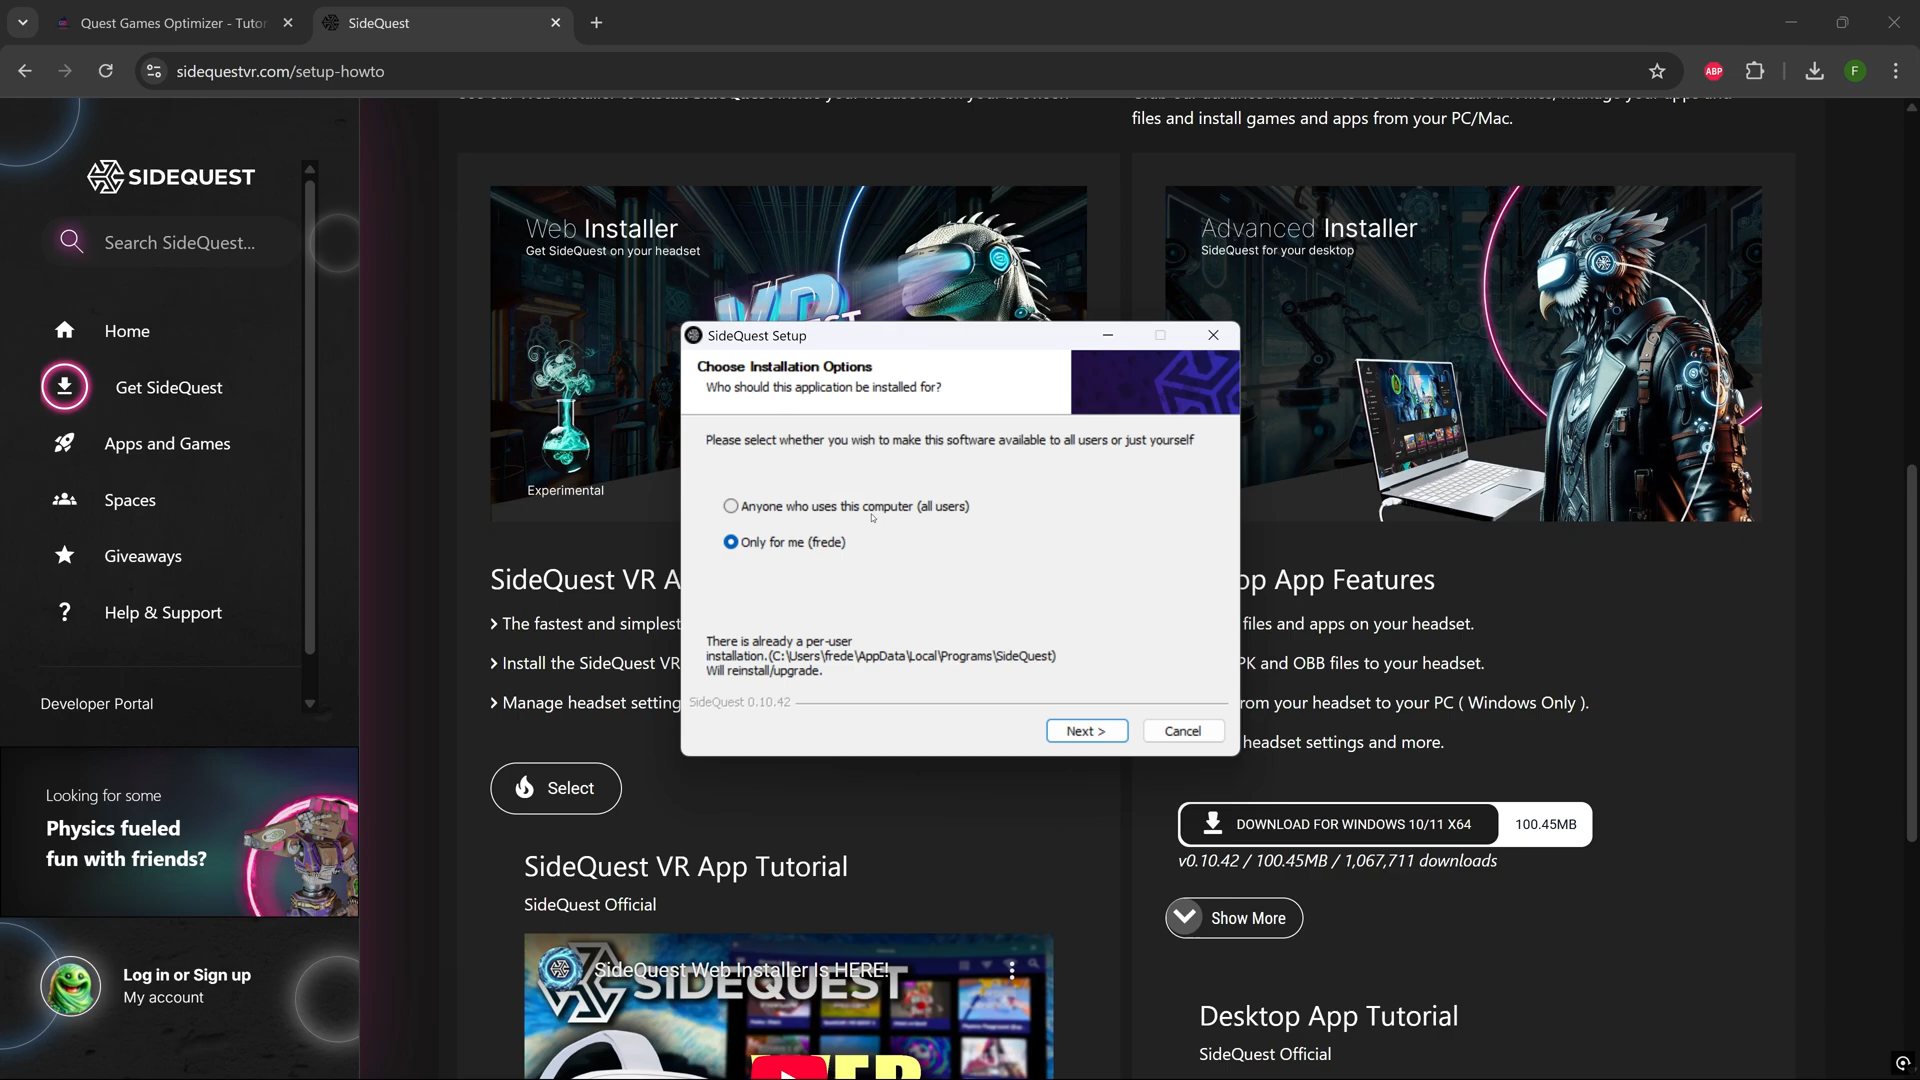 Quest Games Optimizer - Tutor
SideQuest
sidequestvr.com/setup-howto
ABP
F
files and install games and apps from your PC/Mac.
SIDEQUEST
Search SideQuest...
Home
Get SideQuest
Apps and Games
Spaces
Giveaways
Help & Support
Developer Portal
Looking for some
Physics fueled
fun with friends?
Log in or Sign up
My account
Web Installer
Get SideQuest on your headset
Experimental
Advanced Installer
SideQuest for your desktop
SideQuest Setup
Choose Installation Options
Who should this application be installed for?
Please select whether you wish to make this software available to all users or just yourself
Anyone who uses this computer (all users)
Only for me (frede)
There is already a per-user
installation.(C:\Users\frede\AppData\Local\Programs\SideQuest)
Will reinstall/upgrade.
SideQuest 0.10.42
Next >
Cancel
SideQuest VR A
> The fastest and simplest
> Install the SideQuest VR
> Manage headset setting
Select
SideQuest VR App Tutorial
SideQuest Official
SideQuest Web Installer Is HERE!
SIDEQUEST
op App Features
files and apps on your headset.
PK and OBB files to your headset.
rom your headset to your PC ( Windows Only ).
headset settings and more.
DOWNLOAD FOR WINDOWS 10/11 X64
100.45MB
v0.10.42 / 100.45MB / 1,067,711 downloads
Show More
Desktop App Tutorial
SideQuest Official